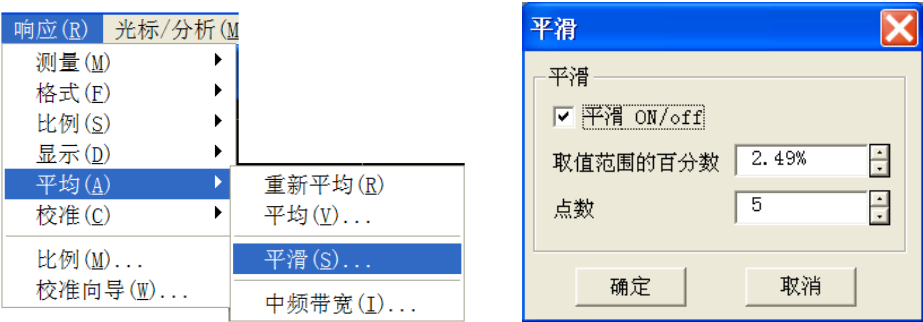 响应(R) 光标/分析(M
测量(M)
格式(F)
比例(S)
显示(D)
平均(A)
校准(C)
比例(M)...
校准向导(W)...
重新平均(R)
平均(V)...
平滑(S)...
中频带宽(I)...
平滑
平滑
平滑 ON/off
取值范围的百分数 2.49%
点数 5
确定 取消